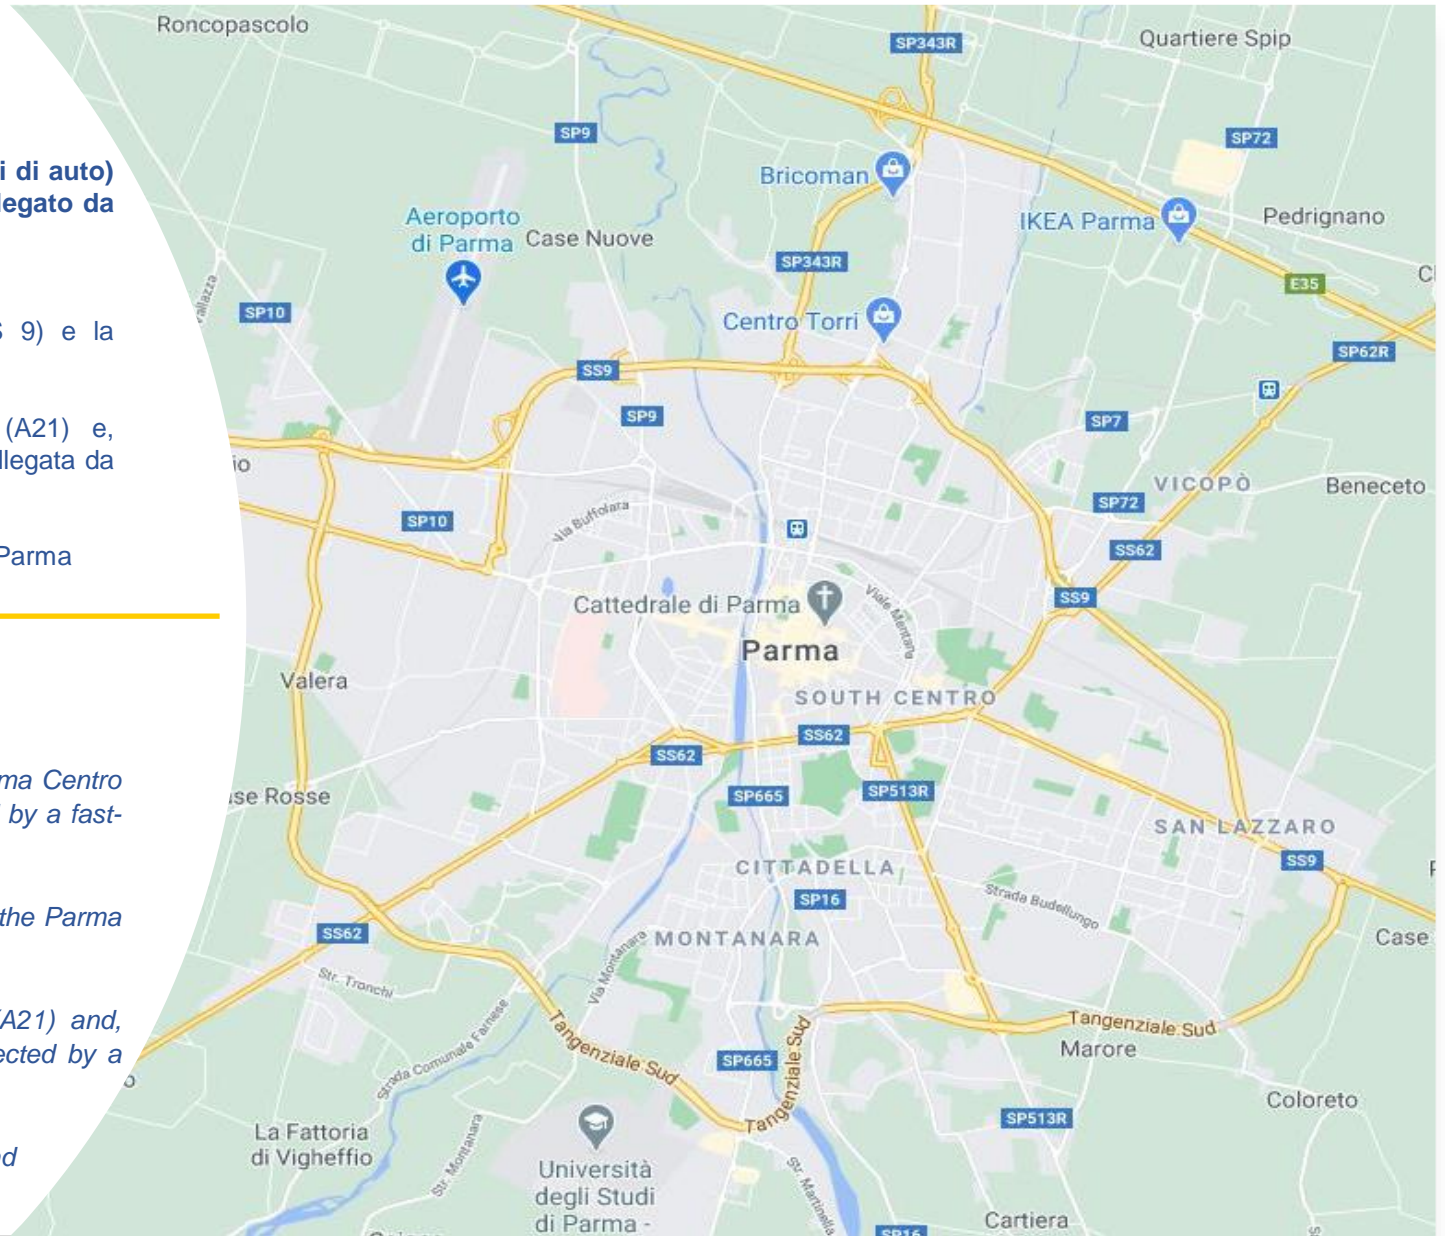 i di auto)
legato da
S 9) e la
(A21) e,
llegata da
Parma
ma Centro
by a fast-
the Parma
(A21) and,
ected by a
nd
Roncopascolo
SP343R
Quartiere Spip
SP9
SP72
Bricoman
Aeroporto
di Parma
Case Nuove
IKEA Parma
Pedrignano
SP343R
E35
SP10
Centro Torri
SP62R
SS9
SP9
SP7
VICOPÒ
Beneceto
SP10
Via Buffolara
SP72
SS62
SS9
Cattedrale di Parma
Viale Mentana
Parma
Valera
SOUTH CENTRO
SS62
SS62
se Rosse
SP665
SP513R
SAN LAZZARO
SS9
CITTADELLA
SP16
Strada Budellungo
SS62
MONTANARA
Case
Str. Tronchi
Via Montanara
Strada Comunale Farnese
Tangenziale Sud
Tangenziale Sud
Tangenziale Sud
Marore
SP665
Coloreto
SP513R
La Fattoria
di Vigheffio
Str. Montanara
Università
degli Studi
di Parma -
Str. Martinella
Cartiera
SP16